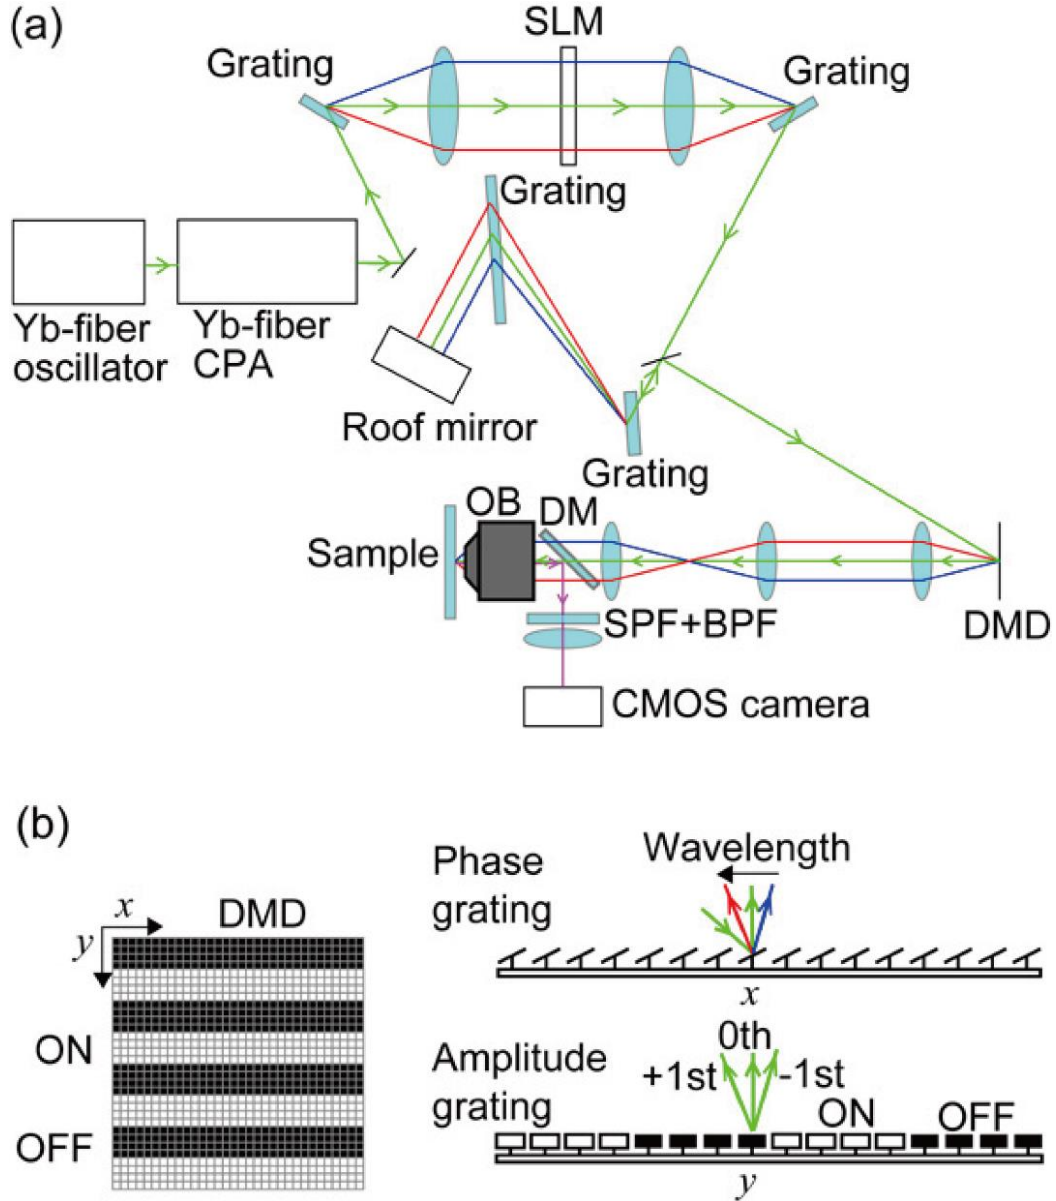 (a)
SLM
Grating
Grating
Grating
Yb-fiber
oscillator
Yb-fiber
CPA
Roof mirror
Grating
OB
DM
Sample
SPF+BPF
DMD
CMOS camera
(b)
x
y
DMD
ON
OFF
Phase
grating
Wavelength
x
Amplitude
grating
0th
+1st
-1st
ON
OFF
y